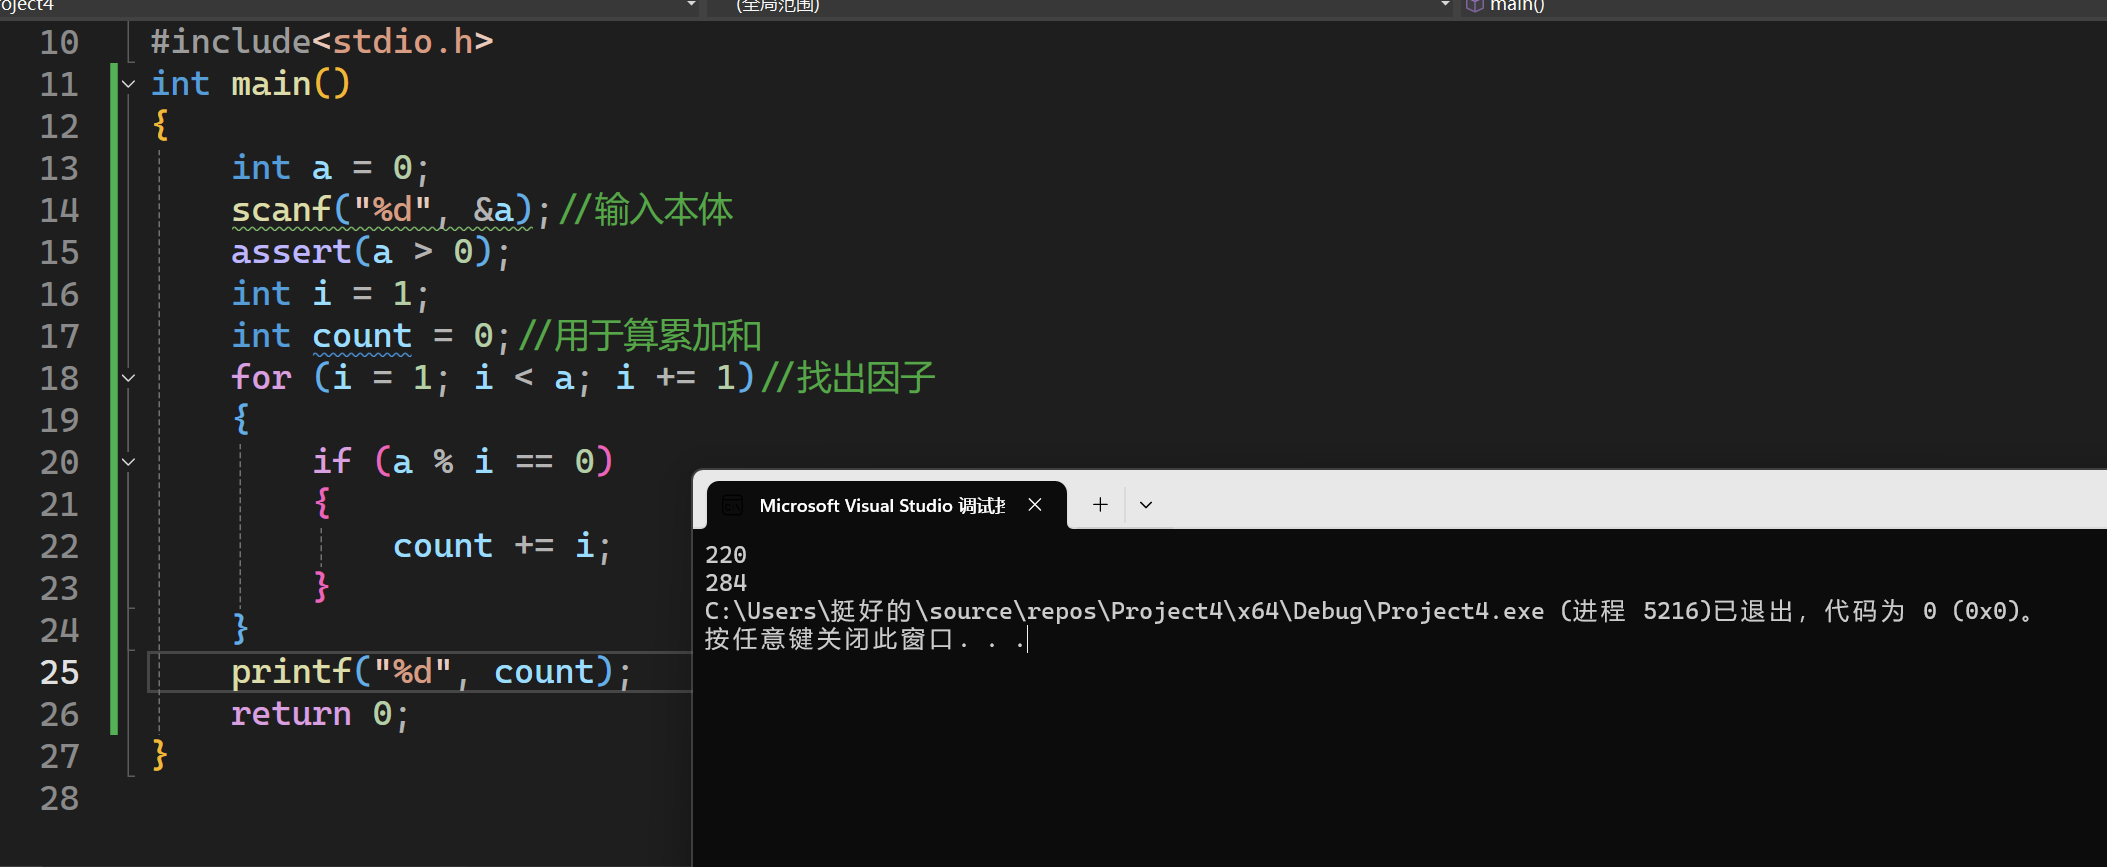 oject4 (全局范围) main()
10 #include<stdio.h>
11 int main()
12 {
13 int a = 0;
14 scanf("%d", &a);//输入本体
15 assert(a > 0);
16 int i = 1;
17 int count = 0;//用于算累加和
18 for (i = 1; i < a; i += 1)//找出因子
19 {
20 if (a % i == 0)
21 {
22 count += i;
23 }
24 }
25 printf("%d", count);
26 return 0;
27 }
28
Microsoft Visual Studio 调试
220
284
C:\Users\挺好的\source\repos\Project4\x64\Debug\Project4.exe (进程 5216)已退出，代码为 0 (0x0)。
按任意键关闭此窗口. . .